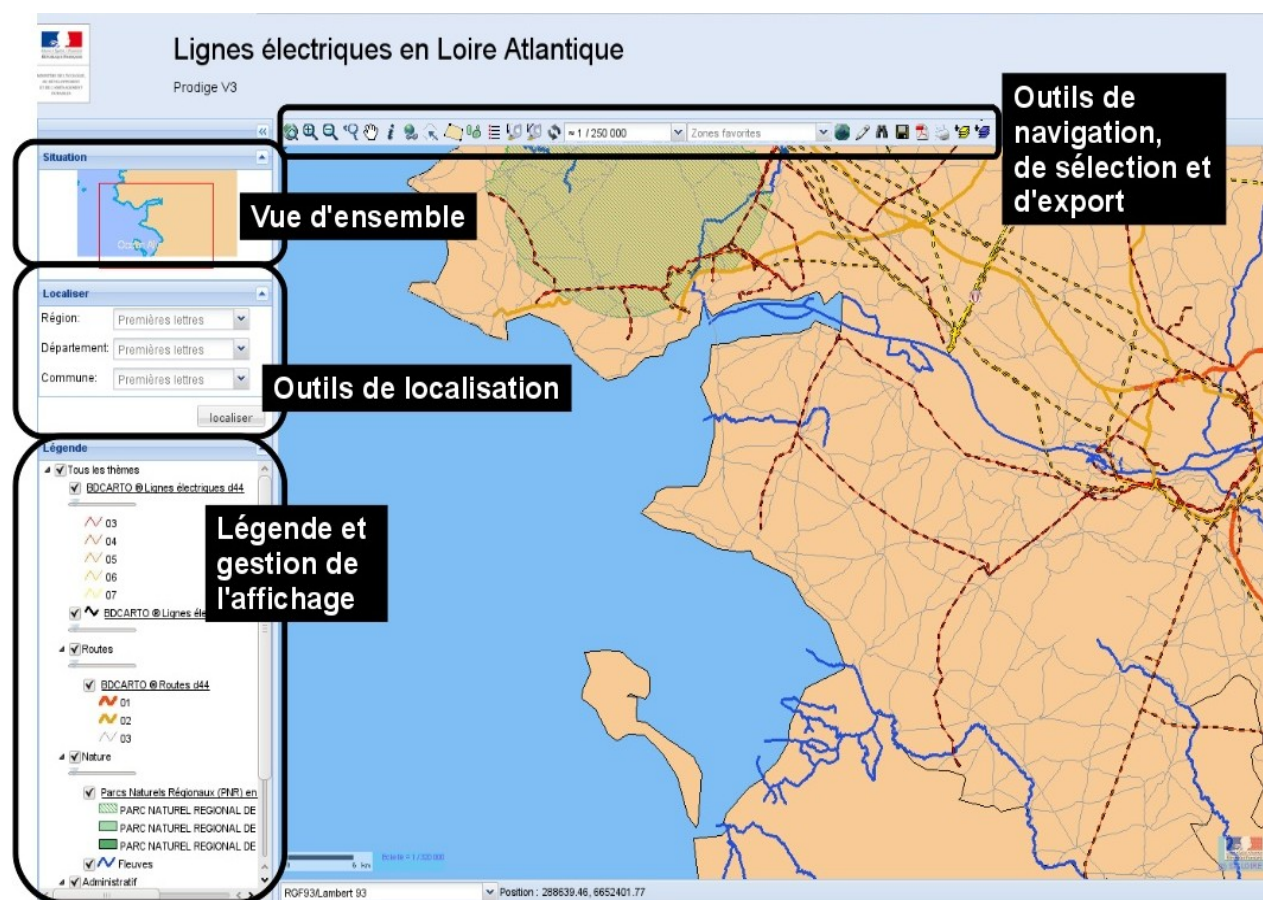 Lignes électriques en Loire Atlantique
Prodige V3
Outils de
navigation,
de sélection et
d'export
≈ 1 / 250 000
Zones favorites
Situation
Vue d'ensemble
Localiser
Région: Premières lettres
Département: Premières lettres
Commune: Premières lettres
localiser
Outils de localisation
Légende
Tous les thèmes
BDCARTO ® Lignes électriques d44
03
04
05
06
07
BDCARTO ® Lignes
Légende et
gestion de
l'affichage
Routes
BDCARTO ® Routes d44
01
02
03
Nature
Parcs Naturels Régionaux (PNR) en
PARC NATUREL REGIONAL DE
PARC NATUREL REGIONAL DE
PARC NATUREL REGIONAL DE
Fleuves
Administratif
6 km
RGF93/Lambert 93
Position : 288639.46, 6652401.77